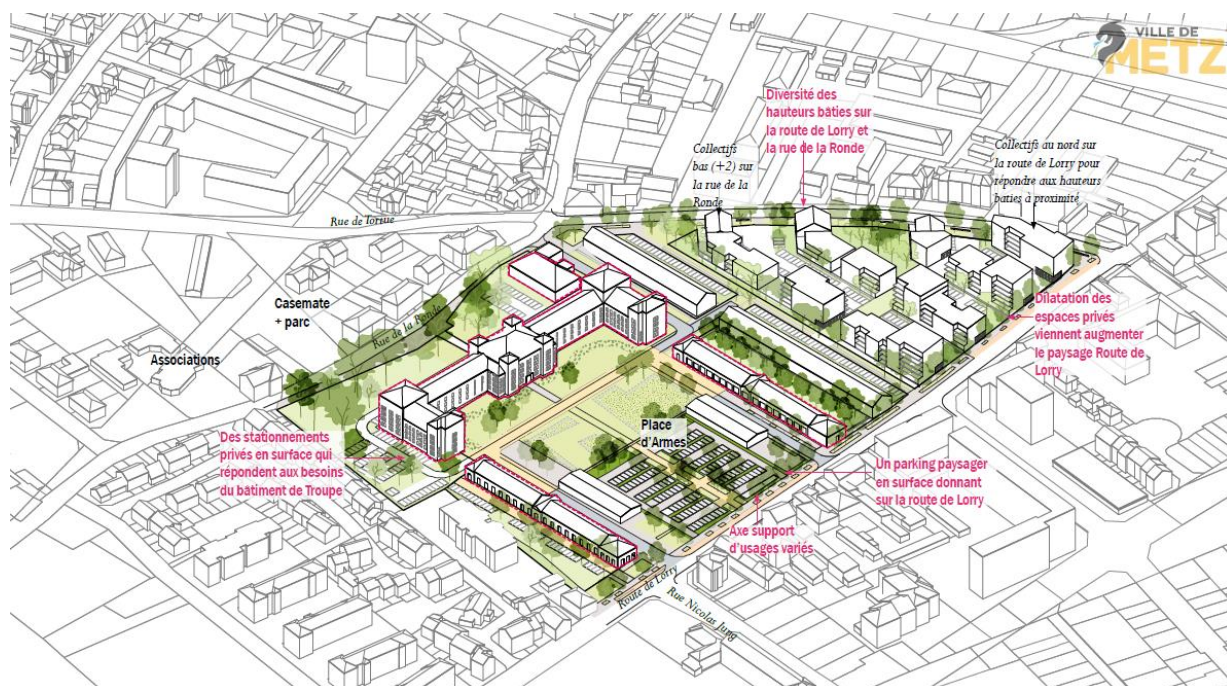 VILLE DE
METZ
Diversité des
hauteurs bâties sur
la route de Lorry et
la rue de la Ronde
Collectifs
bas (+2) sur
la rue de la
Ronde
Collectifs au nord sur
la route de Lorry pour
répondre aux hauteurs
baties à proximité
Rue de Tortue
Casemate
+ parc
Rue de la Ronde
Associations
Dilatation des
espaces privés
viennent augmenter
le paysage Route de
Lorry
Place
d'Armes
Des stationnements
privés en surface qui
répondent aux besoins
du bâtiment de Troupe
Un parking paysager
en surface donnant
sur la route de Lorry
Axe support
d'usages variés
Route de Lorry
Rue Nicolas Jung